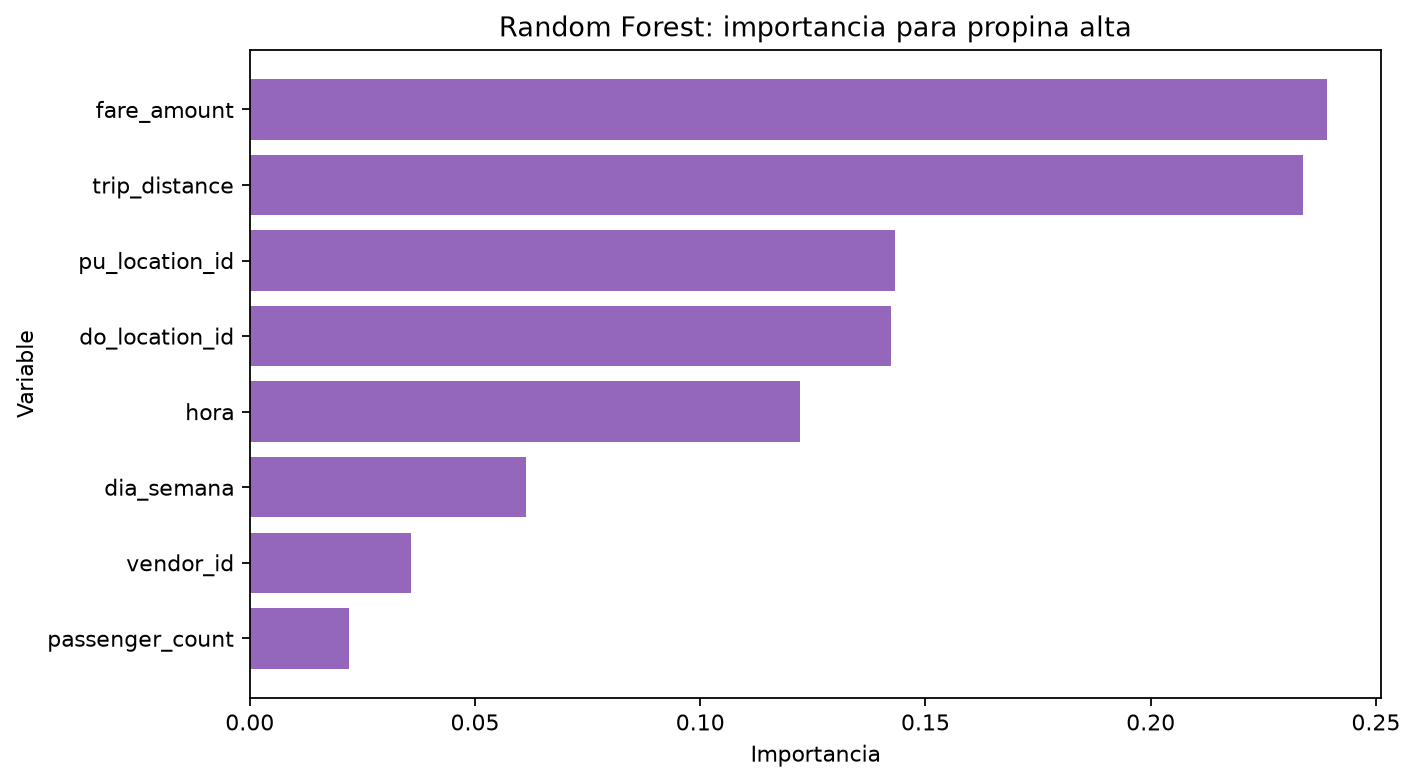 Random Forest: importancia para propina alta
Variable
fare_amount
trip_distance
pu_location_id
do_location_id
hora
dia_semana
vendor_id
passenger_count
0.00 0.05 0.10 0.15 0.20 0.25
Importancia